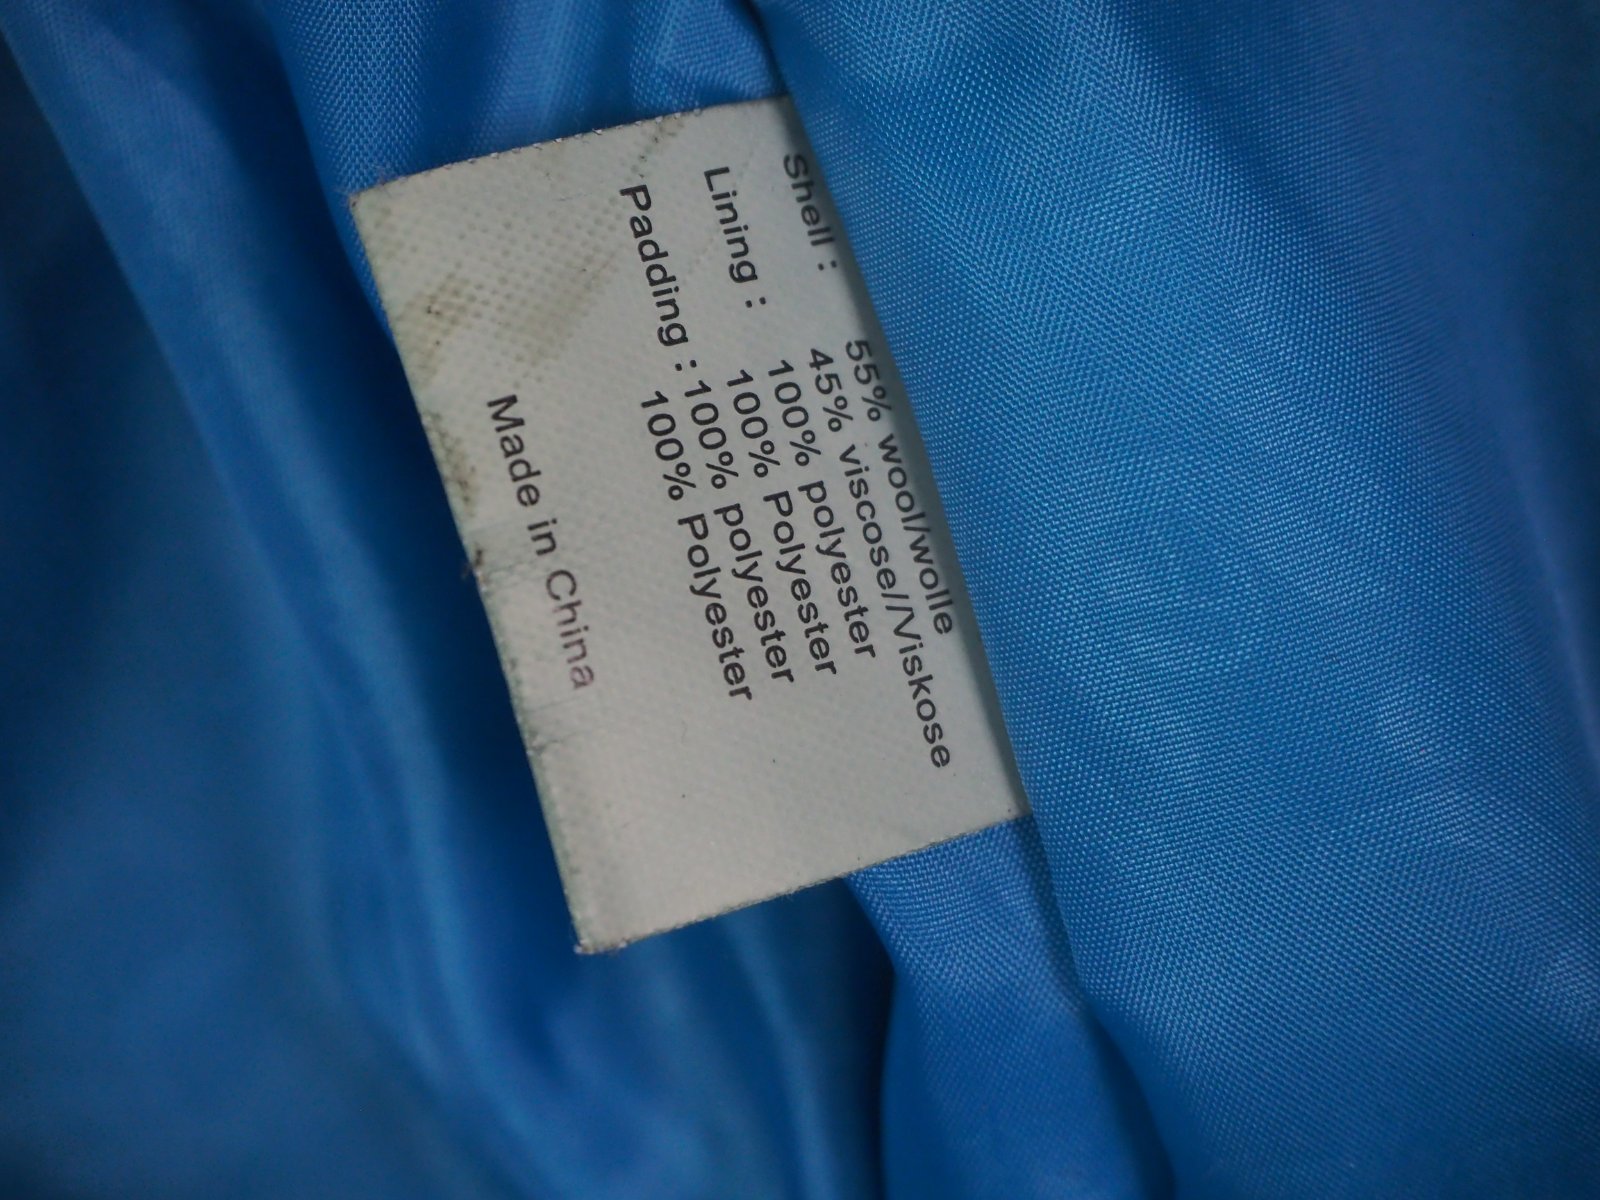 Shell : 55% wool/wolle
45% viscose//Viskose
Lining : 100% polyester
100% Polyester
Padding : 100% polyester
100% Polyester
Made in China